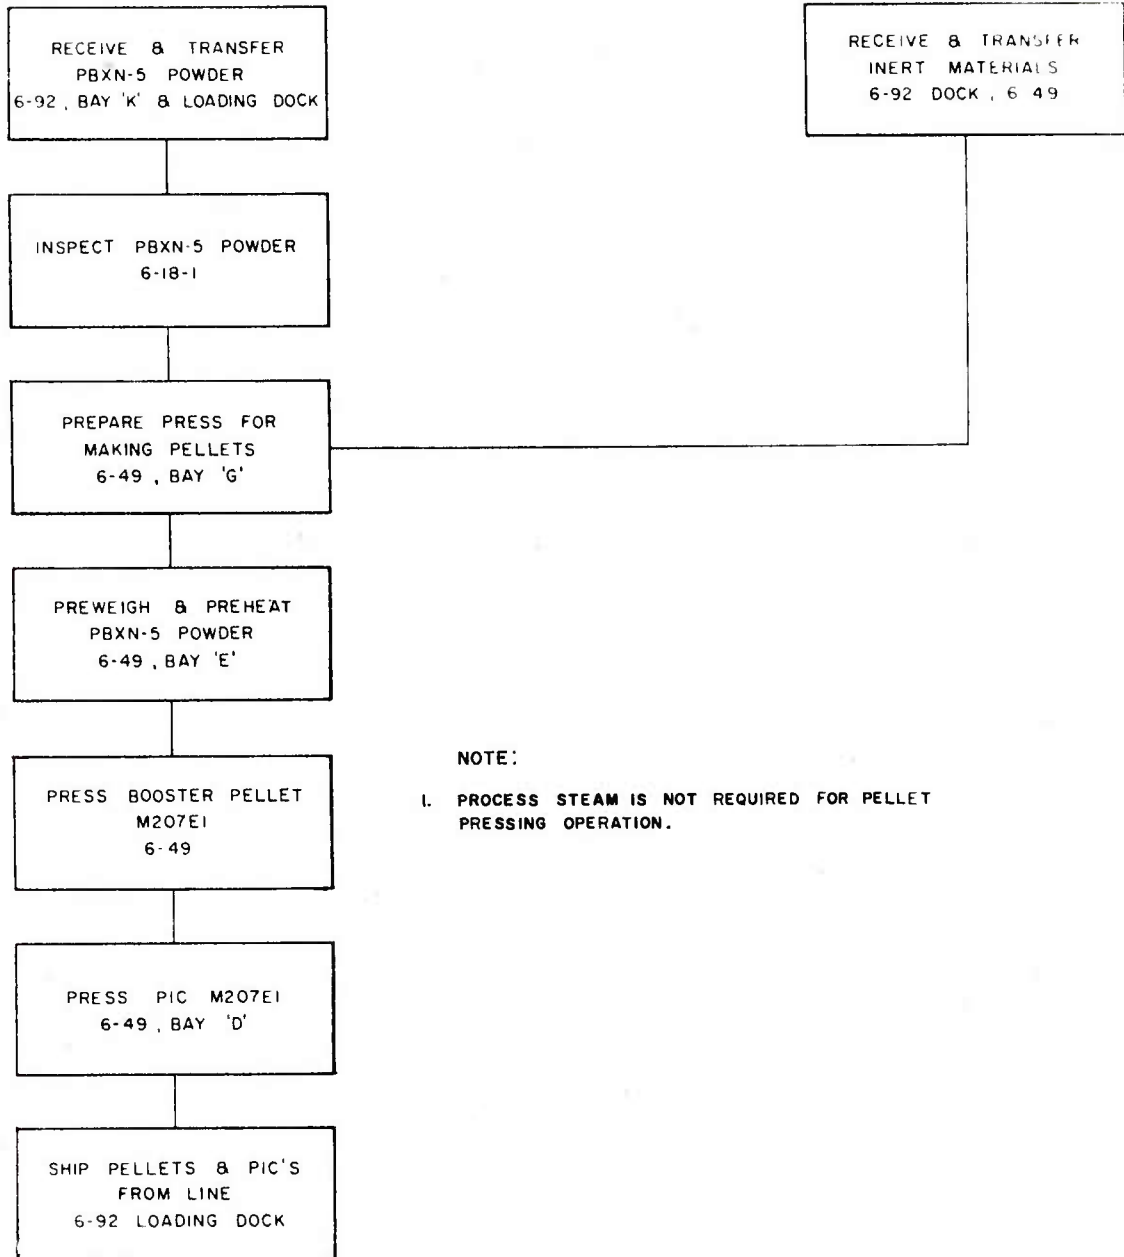 RECEIVE & TRANSFER
PBXN-5 POWDER
6-92, BAY 'K' & LOADING DOCK
RECEIVE & TRANSFER
INERT MATERIALS
6-92 DOCK, 6 49
INSPECT PBXN-5 POWDER
6-18-1
PREPARE PRESS FOR
MAKING PELLETS
6-49, BAY 'G'
PREWEIGH & PREHEAT
PBXN-5 POWDER
6-49, BAY 'E'
PRESS BOOSTER PELLET
M207E1
6-49
NOTE:
1. PROCESS STEAM IS NOT REQUIRED FOR PELLET
PRESSING OPERATION.
PRESS PIC M207E1
6-49, BAY 'D'
SHIP PELLETS & PIC'S
FROM LINE
6-92 LOADING DOCK